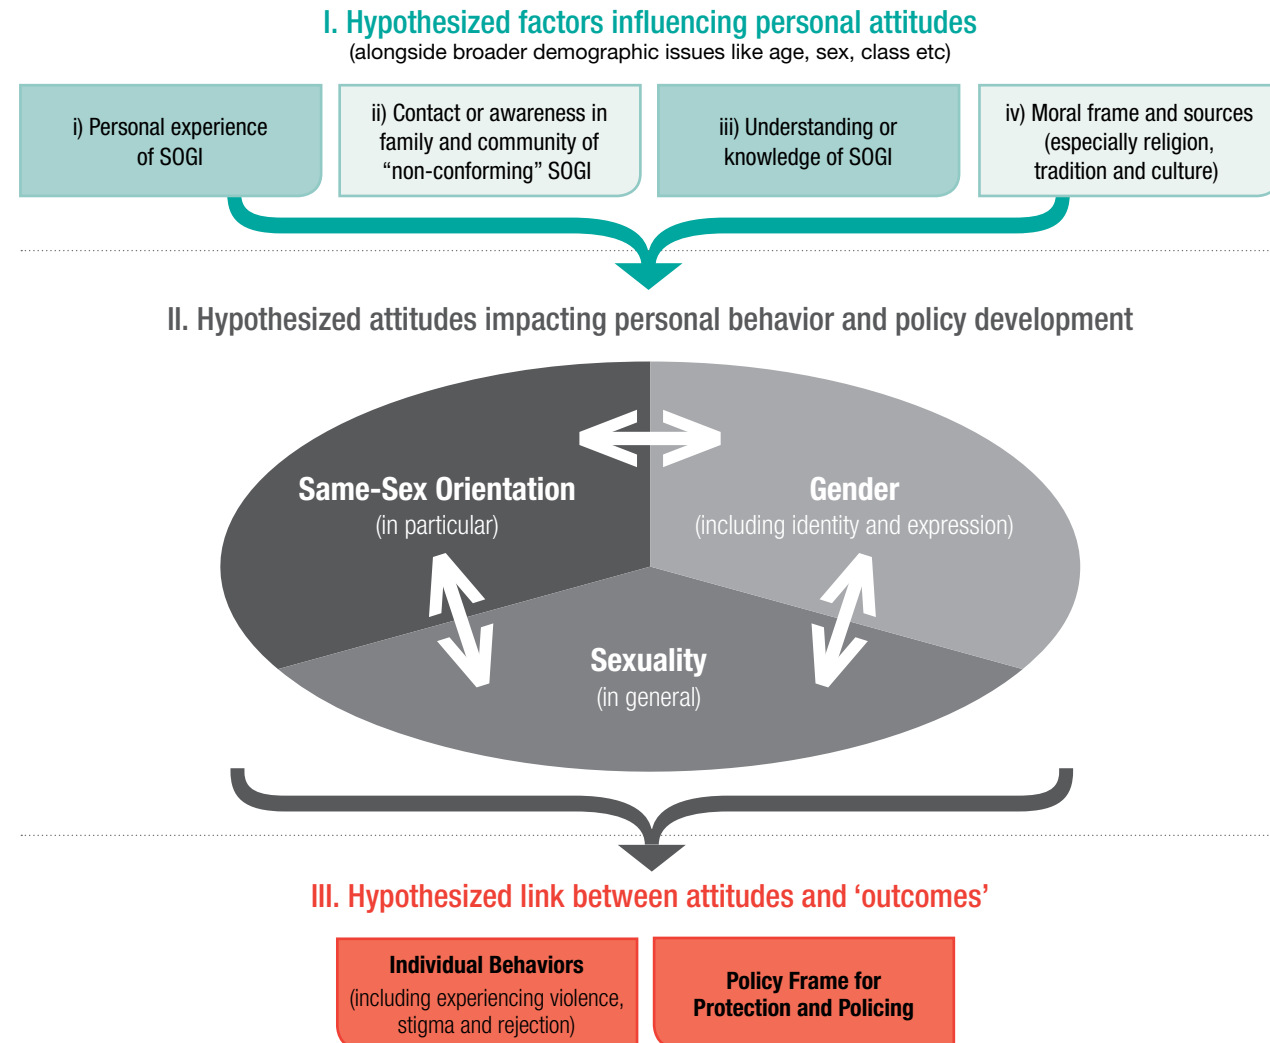 I. Hypothesized factors influencing personal attitudes
(alongside broader demographic issues like age, sex, class etc)
i) Personal experience
of SOGI
ii) Contact or awareness in
family and community of
“non-conforming” SOGI
iii) Understanding or
knowledge of SOGI
iv) Moral frame and sources
(especially religion,
tradition and culture)
II. Hypothesized attitudes impacting personal behavior and policy development
Same-Sex Orientation
(in particular)
Gender
(including identity and expression)
Sexuality
(in general)
III. Hypothesized link between attitudes and ‘outcomes’
Individual Behaviors
(including experiencing violence,
stigma and rejection)
Policy Frame for
Protection and Policing